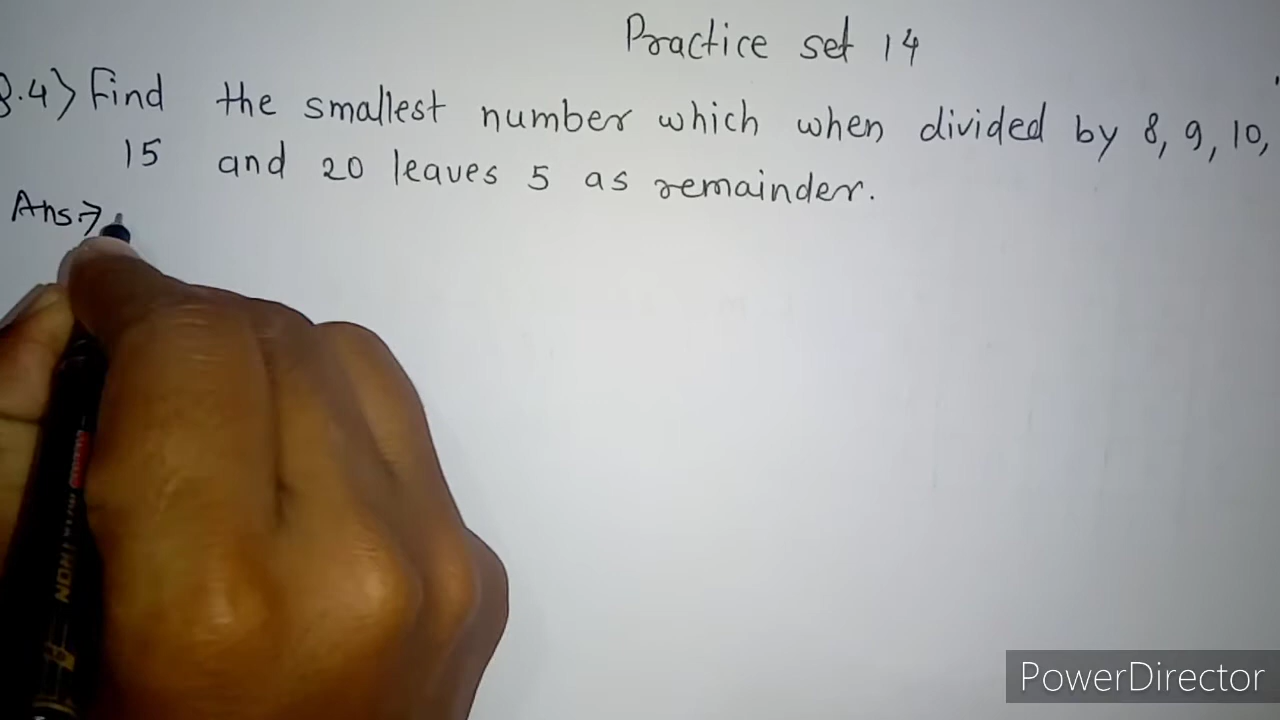 Practice set 14
Q.4) Find the smallest number which when divided by 8, 9, 10,
15 and 20 leaves 5 as remainder.
Ans.→
PowerDirector